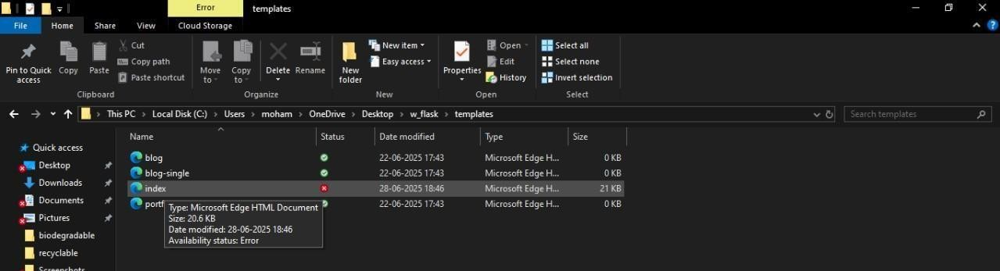 Error
templates
File
Home
Share
View
Cloud Storage
Pin to Quick access
Copy
Paste
Cut
Copy path
Paste shortcut
Clipboard
Move to
Copy to
Delete
Rename
Organize
New folder
New item
Easy access
New
Properties
Open
Edit
History
Open
Select all
Select none
Invert selection
Select
This PC > Local Disk (C:) > Users > moham > OneDrive > Desktop > w_flask > templates
Search templates
Name Status Date modified Type Size
Quick access
Desktop
Downloads
Documents
Pictures
biodegradable
recyclable
Screenshots
blog 22-06-2025 17:43 Microsoft Edge H... 0 KB
blog-single 22-06-2025 17:43 Microsoft Edge H... 0 KB
index 28-06-2025 18:46 Microsoft Edge H... 21 KB
portf 22-06-2025 17:43 Microsoft Edge H... 0 KB
Type: Microsoft Edge HTML Document
Size: 20.6 KB
Date modified: 28-06-2025 18:46
Availability status: Error